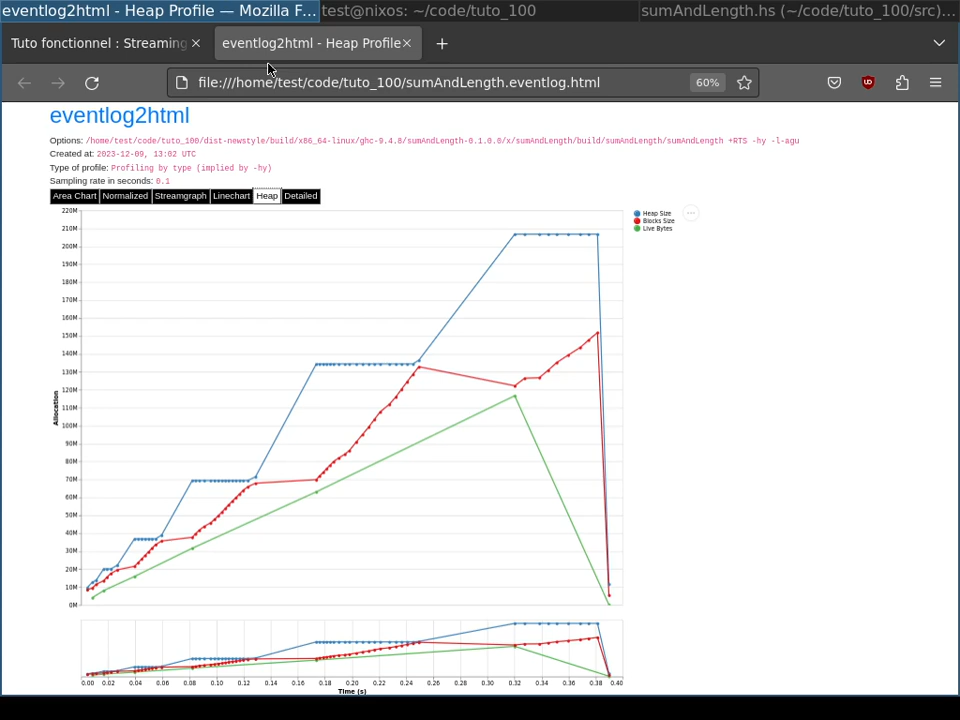 eventlog2html - Heap Profile — Mozilla F... test@nixos: ~/code/tuto_100 sumAndLength.hs (~/code/tuto_100/src)...
Tuto fonctionnel : Streaming eventlog2html - Heap Profile
file:///home/test/code/tuto_100/sumAndLength.eventlog.html 60%
eventlog2html
Options: /home/test/code/tuto_100/dist-newstyle/build/x86_64-linux/ghc-9.4.8/sumAndLength-0.1.0.0/x/sumAndLength/build/sumAndLength/sumAndLength +RTS -hy -l-agu
Created at: 2023-12-09, 13:02 UTC
Type of profile: Profiling by type (implied by -hy)
Sampling rate in seconds: 0.1
Area Chart Normalized Streamgraph Linechart Heap Detailed
220M
210M
200M
190M
180M
170M
160M
150M
140M
130M
120M
110M
100M
90M
80M
70M
60M
50M
40M
30M
20M
10M
0M
Allocation
Heap Size
Blocks Size
Live Bytes
0.00 0.02 0.04 0.06 0.08 0.10 0.12 0.14 0.16 0.18 0.20 0.22 0.24 0.26 0.28 0.30 0.32 0.34 0.36 0.38 0.40
Time (s)